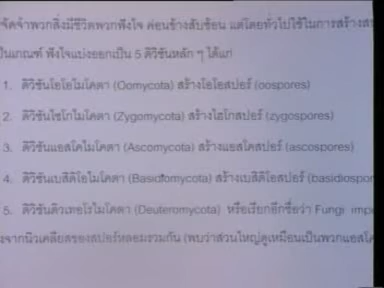 จัดจำพวกสิ่งมีชีวิตพวกฟังใจ ค่อนข้างสับซ้อน แต่โดยทั่วไปใช้ในการสร้าง
เป็นเกณฑ์ ฟังใจแบ่งออกเป็น 5 ดิวิชันหลัก ๆ ได้แก่
1. ดิวิชันโอโอไมโคตา (Oomycota) สร้างโอโอสปอร์ (oospores)
2. ดิวิชันไซโกไมโคตา (Zygomycota) สร้างไซโกสปอร์ (zygospores)
3. ดิวิชันแอสโคไมโคตา (Ascomycota) สร้างแอสโคสปอร์ (ascospores)
4. ดิวิชันเบสิดิโอไมโคตา (Basidiomycota) สร้างเบสิดิโอสปอร์ (basidiospor
5. ดิวิชันดิวเทอโรไมโคตา (Deuteromycota) หรือเรียกอีกชื่อว่า Fungi impe
งจากนิวเคลียสของสปอร์หลอมรวมกัน (พบว่าส่วนใหญ่ดูเหมือนเป็นพวกแอสโค